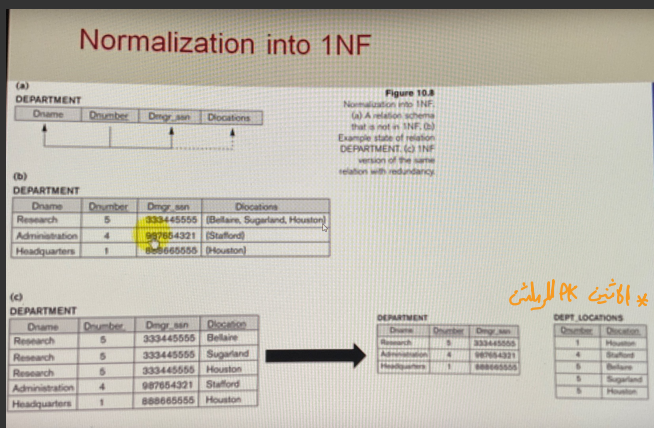 Normalization into 1NF
(a)
DEPARTMENT
Dname Dnumber Dmgr_ssn Dlocations
Figure 10.8
Normalization into 1NF.
(a) A relation schema
that is not in 1NF. (b)
Example state of relation
DEPARTMENT. (c) 1NF
version of the same
relation with redundancy.
(b)
DEPARTMENT
Dname Dnumber Dmgr_ssn Dlocations
Research 5 333445555 {Bellaire, Sugarland, Houston}
Administration 4 987654321 {Stafford}
Headquarters 1 888665555 {Houston}
(c)
DEPARTMENT
Dname Dnumber Dmgr_ssn Dlocation
Research 5 333445555 Bellaire
Research 5 333445555 Sugarland
Research 5 333445555 Houston
Administration 4 987654321 Stafford
Headquarters 1 888665555 Houston
* الاثنين PK
DEPARTMENT
Dname Dnumber Dmgr_ssn
Research 5 333445555
Administration 4 987654321
Headquarters 1 888665555
DEPT_LOCATIONS
Dnumber Dlocation
1 Houston
4 Stafford
5 Bellaire
5 Sugarland
5 Houston